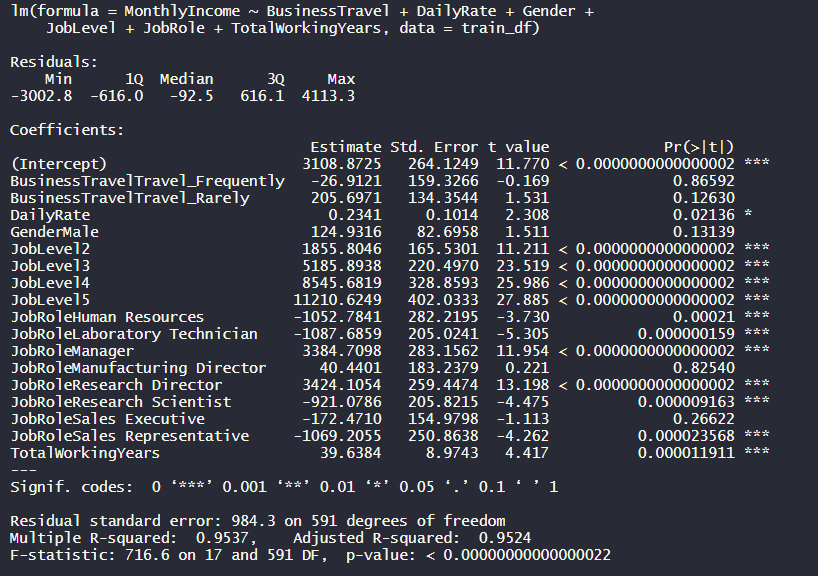 lm(formula = MonthlyIncome ~ BusinessTravel + DailyRate + Gender +
    JobLevel + JobRole + TotalWorkingYears, data = train_df)

Residuals:
    Min      1Q  Median      3Q     Max
-3002.8  -616.0   -92.5   616.1  4113.3

Coefficients:
                                 Estimate Std. Error t value             Pr(>|t|)
(Intercept)                     3108.8725   264.1249  11.770 < 0.0000000000000002 ***
BusinessTravelTravel_Frequently  -26.9121   159.3266  -0.169              0.86592
BusinessTravelTravel_Rarely      205.6971   134.3544   1.531              0.12630
DailyRate                          0.2341     0.1014   2.308              0.02136 *
GenderMale                       124.9316    82.6958   1.511              0.13139
JobLevel2                       1855.8046   165.5301  11.211 < 0.0000000000000002 ***
JobLevel3                       5185.8938   220.4970  23.519 < 0.0000000000000002 ***
JobLevel4                       8545.6819   328.8593  25.986 < 0.0000000000000002 ***
JobLevel5                      11210.6249   402.0333  27.885 < 0.0000000000000002 ***
JobRoleHuman Resources         -1052.7841   282.2195  -3.730              0.00021 ***
JobRoleLaboratory Technician   -1087.6859   205.0241  -5.305          0.000000159 ***
JobRoleManager                  3384.7098   283.1562  11.954 < 0.0000000000000002 ***
JobRoleManufacturing Director     40.4401   183.2379   0.221              0.82540
JobRoleResearch Director        3424.1054   259.4474  13.198 < 0.0000000000000002 ***
JobRoleResearch Scientist       -921.0786   205.8215  -4.475          0.000009163 ***
JobRoleSales Executive          -172.4710   154.9798  -1.113              0.26622
JobRoleSales Representative    -1069.2055   250.8638  -4.262          0.000023568 ***
TotalWorkingYears                 39.6384     8.9743   4.417          0.000011911 ***
---
Signif. codes:  0 ‘***’ 0.001 ‘**’ 0.01 ‘*’ 0.05 ‘.’ 0.1 ‘ ’ 1

Residual standard error: 984.3 on 591 degrees of freedom
Multiple R-squared:  0.9537,    Adjusted R-squared:  0.9524
F-statistic: 716.6 on 17 and 591 DF,  p-value: < 0.00000000000000022